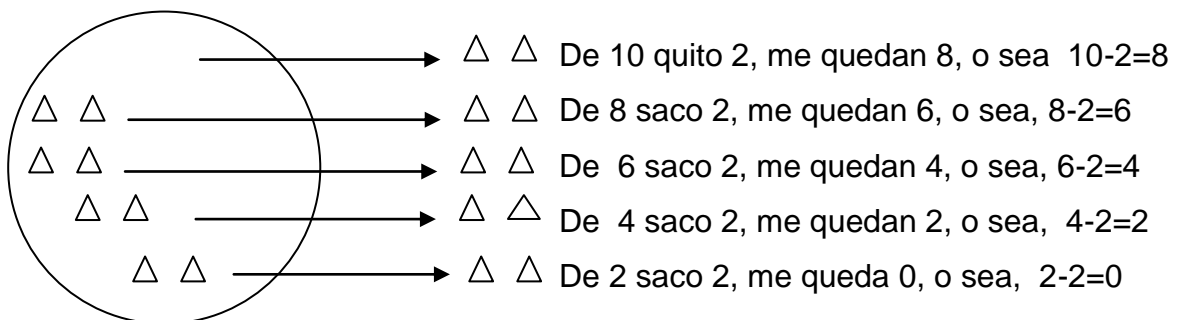 De 10 quito 2, me quedan 8, o sea 10-2=8
De 8 saco 2, me quedan 6, o sea, 8-2=6
De 6 saco 2, me quedan 4, o sea, 6-2=4
De 4 saco 2, me quedan 2, o sea, 4-2=2
De 2 saco 2, me queda 0, o sea, 2-2=0